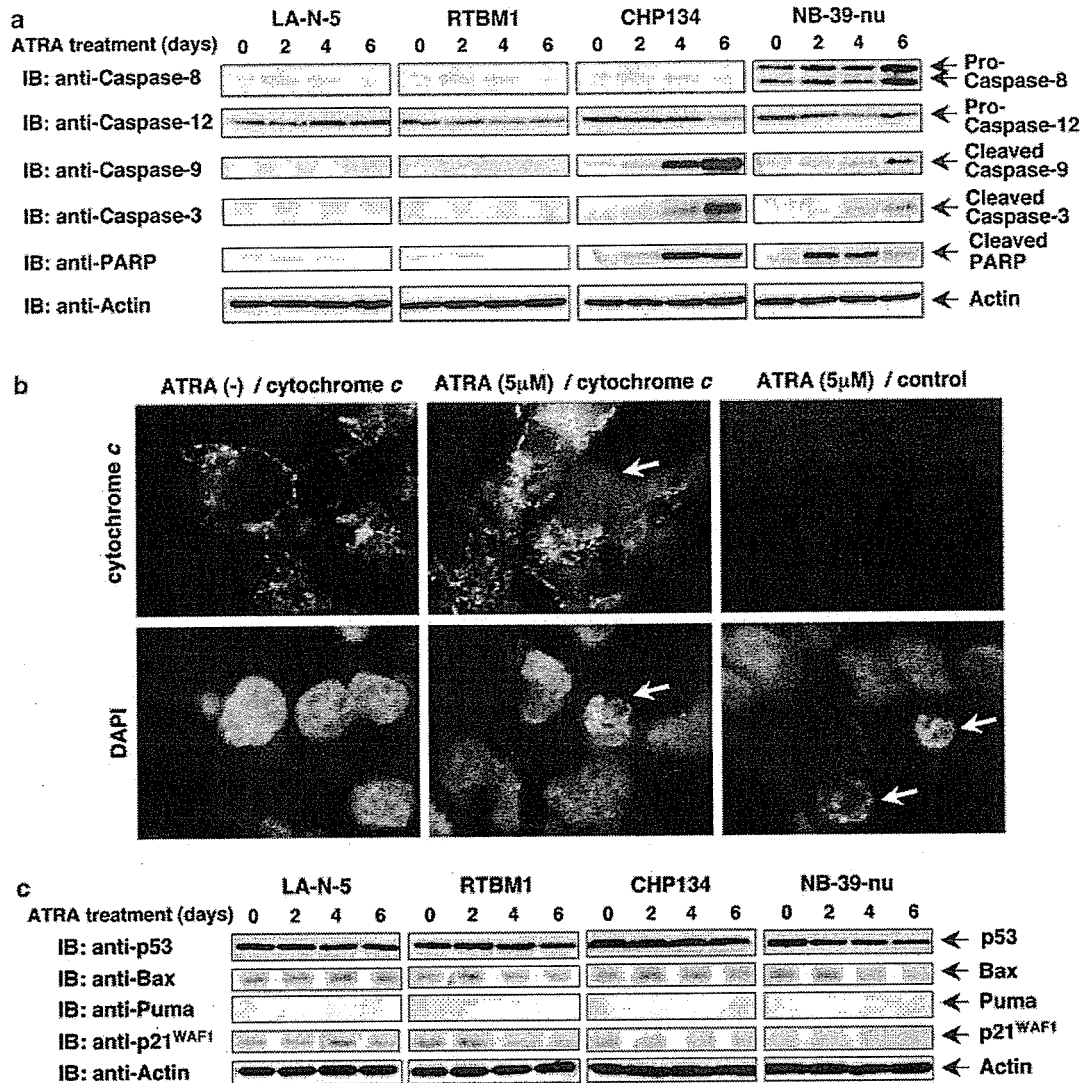 a
LA-N-5 RTBM1 CHP134 NB-39-nu
ATRA treatment (days) 0 2 4 6 0 2 4 6 0 2 4 6 0 2 4 6
IB: anti-Caspase-8 Pro-Caspase-8
IB: anti-Caspase-12 Pro-Caspase-12
IB: anti-Caspase-9 Cleaved Caspase-9
IB: anti-Caspase-3 Cleaved Caspase-3
IB: anti-PARP Cleaved PARP
IB: anti-Actin Actin
b
ATRA (-) / cytochrome c ATRA (5μM) / cytochrome c ATRA (5μM) / control
cytochrome c
DAPI
c
LA-N-5 RTBM1 CHP134 NB-39-nu
ATRA treatment (days) 0 2 4 6 0 2 4 6 0 2 4 6 0 2 4 6
IB: anti-p53 p53
IB: anti-Bax Bax
IB: anti-Puma Puma
IB: anti-p21WAF1 p21WAF1
IB: anti-Actin Actin